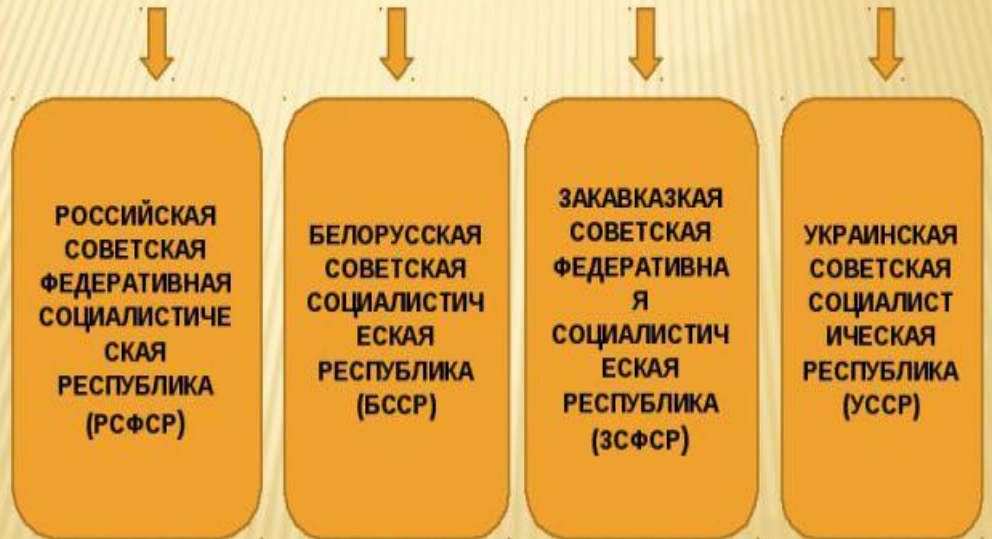 РОССИЙСКАЯ
СОВЕТСКАЯ
ФЕДЕРАТИВНАЯ
СОЦИАЛИСТИЧЕ
СКАЯ
РЕСПУБЛИКА
(РСФСР)
БЕЛОРУССКАЯ
СОВЕТСКАЯ
СОЦИАЛИСТИЧ
ЕСКАЯ
РЕСПУБЛИКА
(БССР)
ЗАКАВКАЗКАЯ
СОВЕТСКАЯ
ФЕДЕРАТИВНА
Я
СОЦИАЛИСТИЧ
ЕСКАЯ
РЕСПУБЛИКА
(ЗСФСР)
УКРАИНСКАЯ
СОВЕТСКАЯ
СОЦИАЛИСТ
ИЧЕСКАЯ
РЕСПУБЛИКА
(УССР)